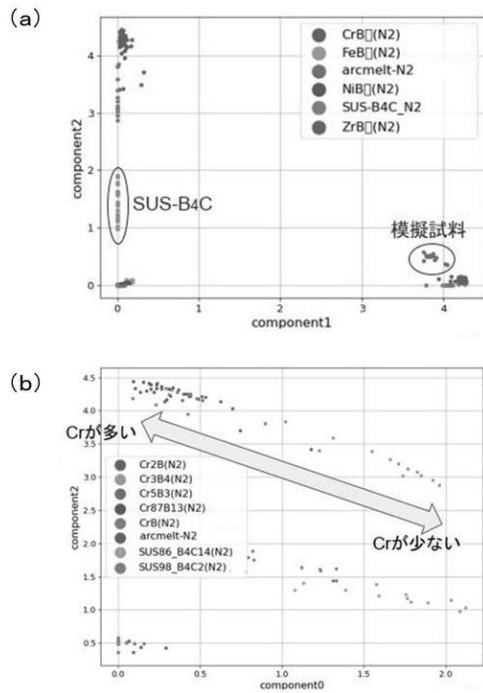 (a)
4
3
2
1
0
component2
CrB▯(N2)
FeB▯(N2)
arcmelt-N2
NiB▯(N2)
SUS-B4C_N2
ZrB▯(N2)
SUS-B4C
模擬試料
0
1
2
3
4
component1
(b)
4.5
4.0
3.5
3.0
2.5
2.0
1.5
1.0
0.5
component2
Crが多い
Crが少ない
Cr2B(N2)
Cr3B4(N2)
Cr5B3(N2)
Cr87B13(N2)
CrB(N2)
arcmelt-N2
SUS86_B4C14(N2)
SUS98_B4C2(N2)
0.0
0.5
1.0
1.5
2.0
component0